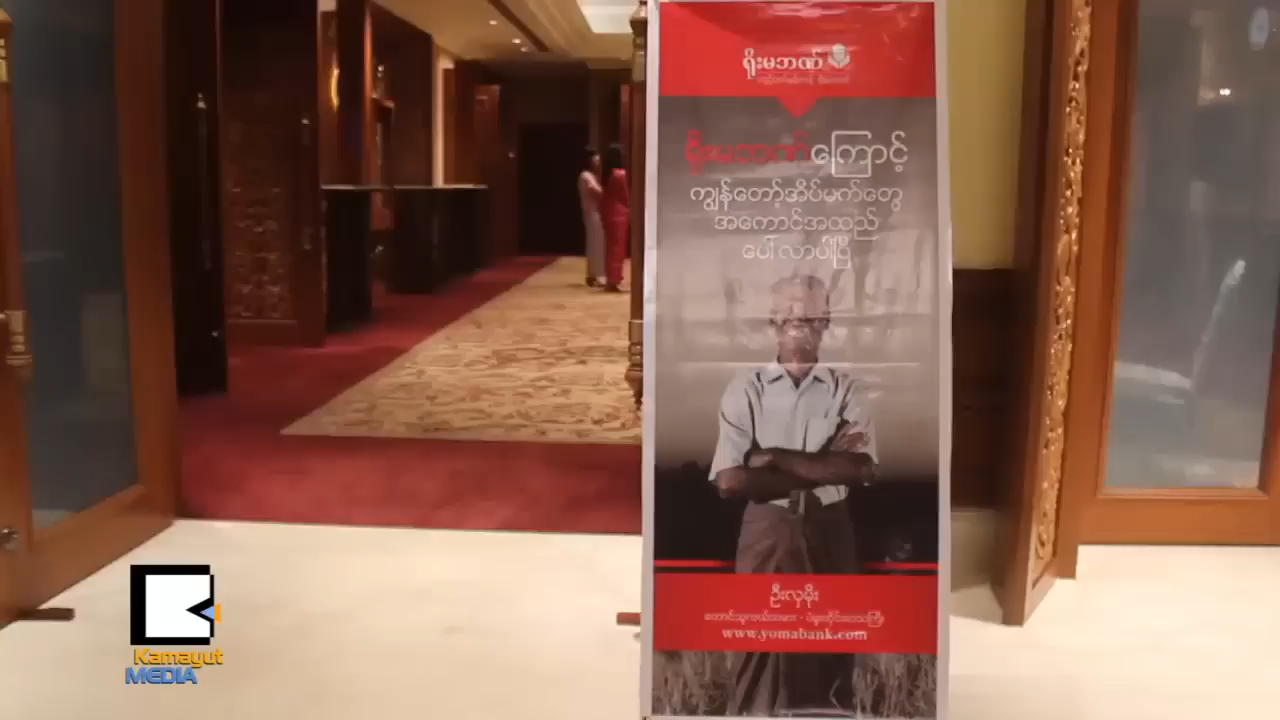 ရိုးမဘဏ်
ရိုးမဘဏ်ကြောင့်
ကျွန်တော့်အိပ်မက်တွေ
အကောင်အထည်
ပေါ်လာပါပြီ
ဦးလှမိုး
www.yomabank.com
Kamayut
MEDIA